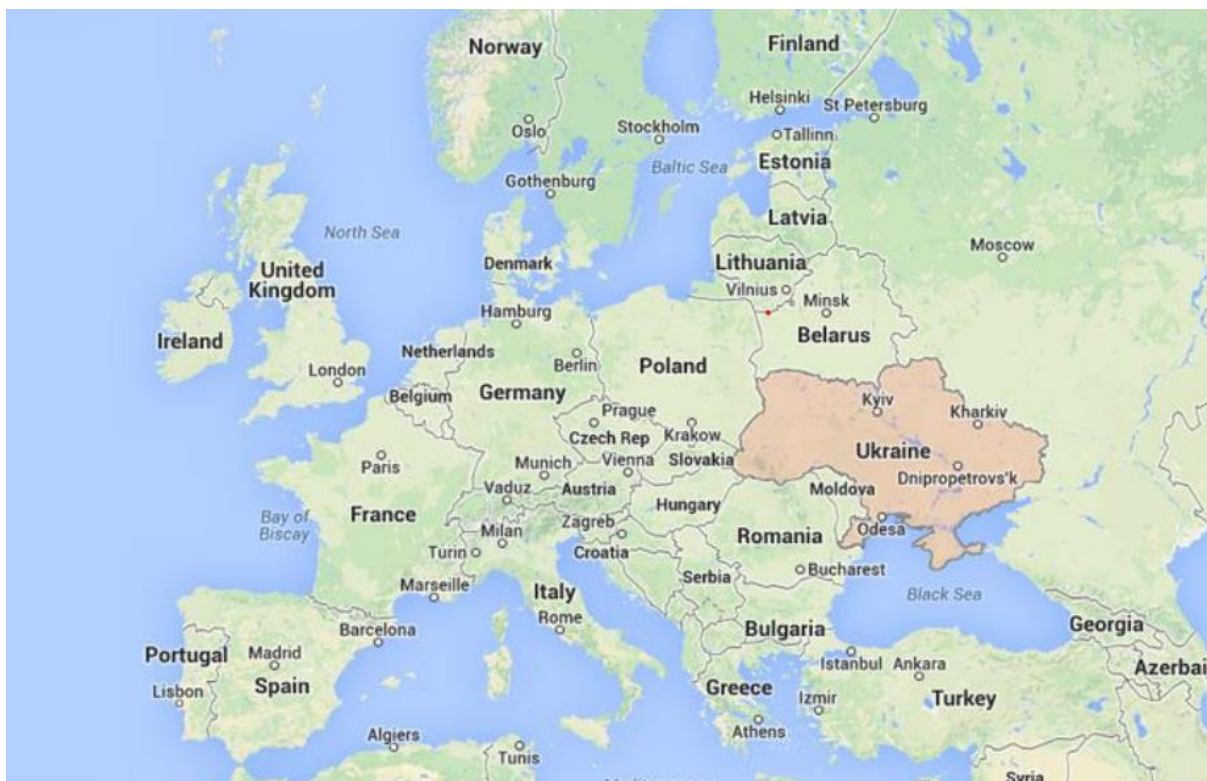 Norway
Finland
Helsinki
St Petersburg
Oslo
Stockholm
Tallinn
Baltic Sea
Estonia
Gothenburg
Latvia
North Sea
Moscow
Denmark
Lithuania
United
Kingdom
Vilnius
Minsk
Hamburg
Belarus
Ireland
Netherlands
Berlin
Poland
London
Belgium
Germany
Kyiv
Prague
Kharkiv
Czech Rep
Krakow
Ukraine
Paris
Munich
Vienna
Slovakia
Dnipropetrovs'k
Vaduz
Austria
Moldova
Hungary
France
Bay of
Biscay
Milan
Zagreb
Odesa
Romania
Turin
Croatia
Bucharest
Serbia
Marseille
Italy
Black Sea
Rome
Barcelona
Bulgaria
Georgia
Portugal
Madrid
Istanbul
Ankara
Azerbai
Spain
Lisbon
Greece
Izmir
Turkey
Athens
Algiers
Tunis
Syria